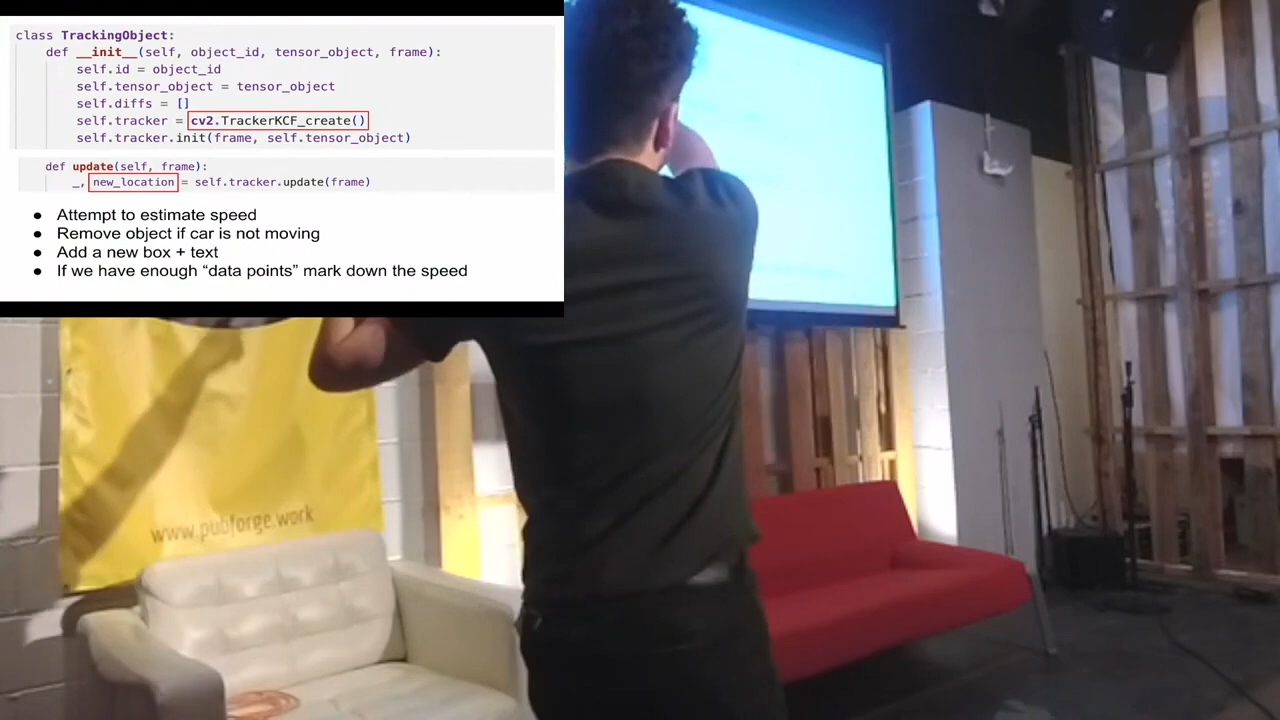 class TrackingObject:
def __init__(self, object_id, tensor_object, frame):
self.id = object_id
self.tensor_object = tensor_object
self.diffs = []
self.tracker = cv2.TrackerKCF_create()
self.tracker.init(frame, self.tensor_object)
def update(self, frame):
_, new_location = self.tracker.update(frame)
● Attempt to estimate speed
● Remove object if car is not moving
● Add a new box + text
● If we have enough “data points” mark down the speed
www.pubforge.work